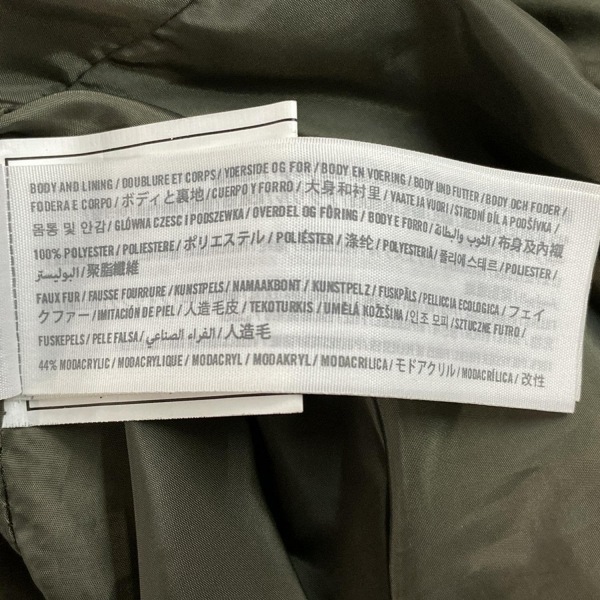 BODY AND LINING / DOUBLURE ET CORPS / YDERSIDE OG FOR / BODY EN VOERING / BODY UND FUTTER / BODY OCH FODER /
FODERA E CORPO / ボディと裏地 / CUERPO Y FORRO / 大身和衬里 / VAATE JA VUORI / STREDNÍ DÍL A PODŠÍVKA /
몸통 및 안감 / GŁÓWNA CZESC I PODSZEWKA / OVERDEL OG FÔRING / BODY E FORRO / الثوب والبطانة / 布身及內襯
100% POLYESTER / POLIESTERE / ポリエステル / POLIÉSTER / 涤纶 / POLYESTERIÄ / 폴리에스테르 / POLIESTER /
البوليستر / 聚脂纖維
FAUX FUR / FAUSSE FOURRURE / KUNSTPELS / NAMAAKBONT / KUNSTPELZ / FUSKPÄLS / PELLICCIA ECOLOGICA / フェイ
クファー / IMITACIÓN DE PIEL / 人造毛皮 / TEKOTURKIS / UMĚLÁ KOŽEŠINA / 인조 모피 / SZTUCZNE FUTRO /
FUSKEPELS / PELE FALSA / الفراء الصناعي / 人造毛
44% MODACRYLIC / MODACRYLIQUE / MODACRYL / MODAKRYL / MODACRILICA / モドアクリル / MODACRÍLICA / 改性